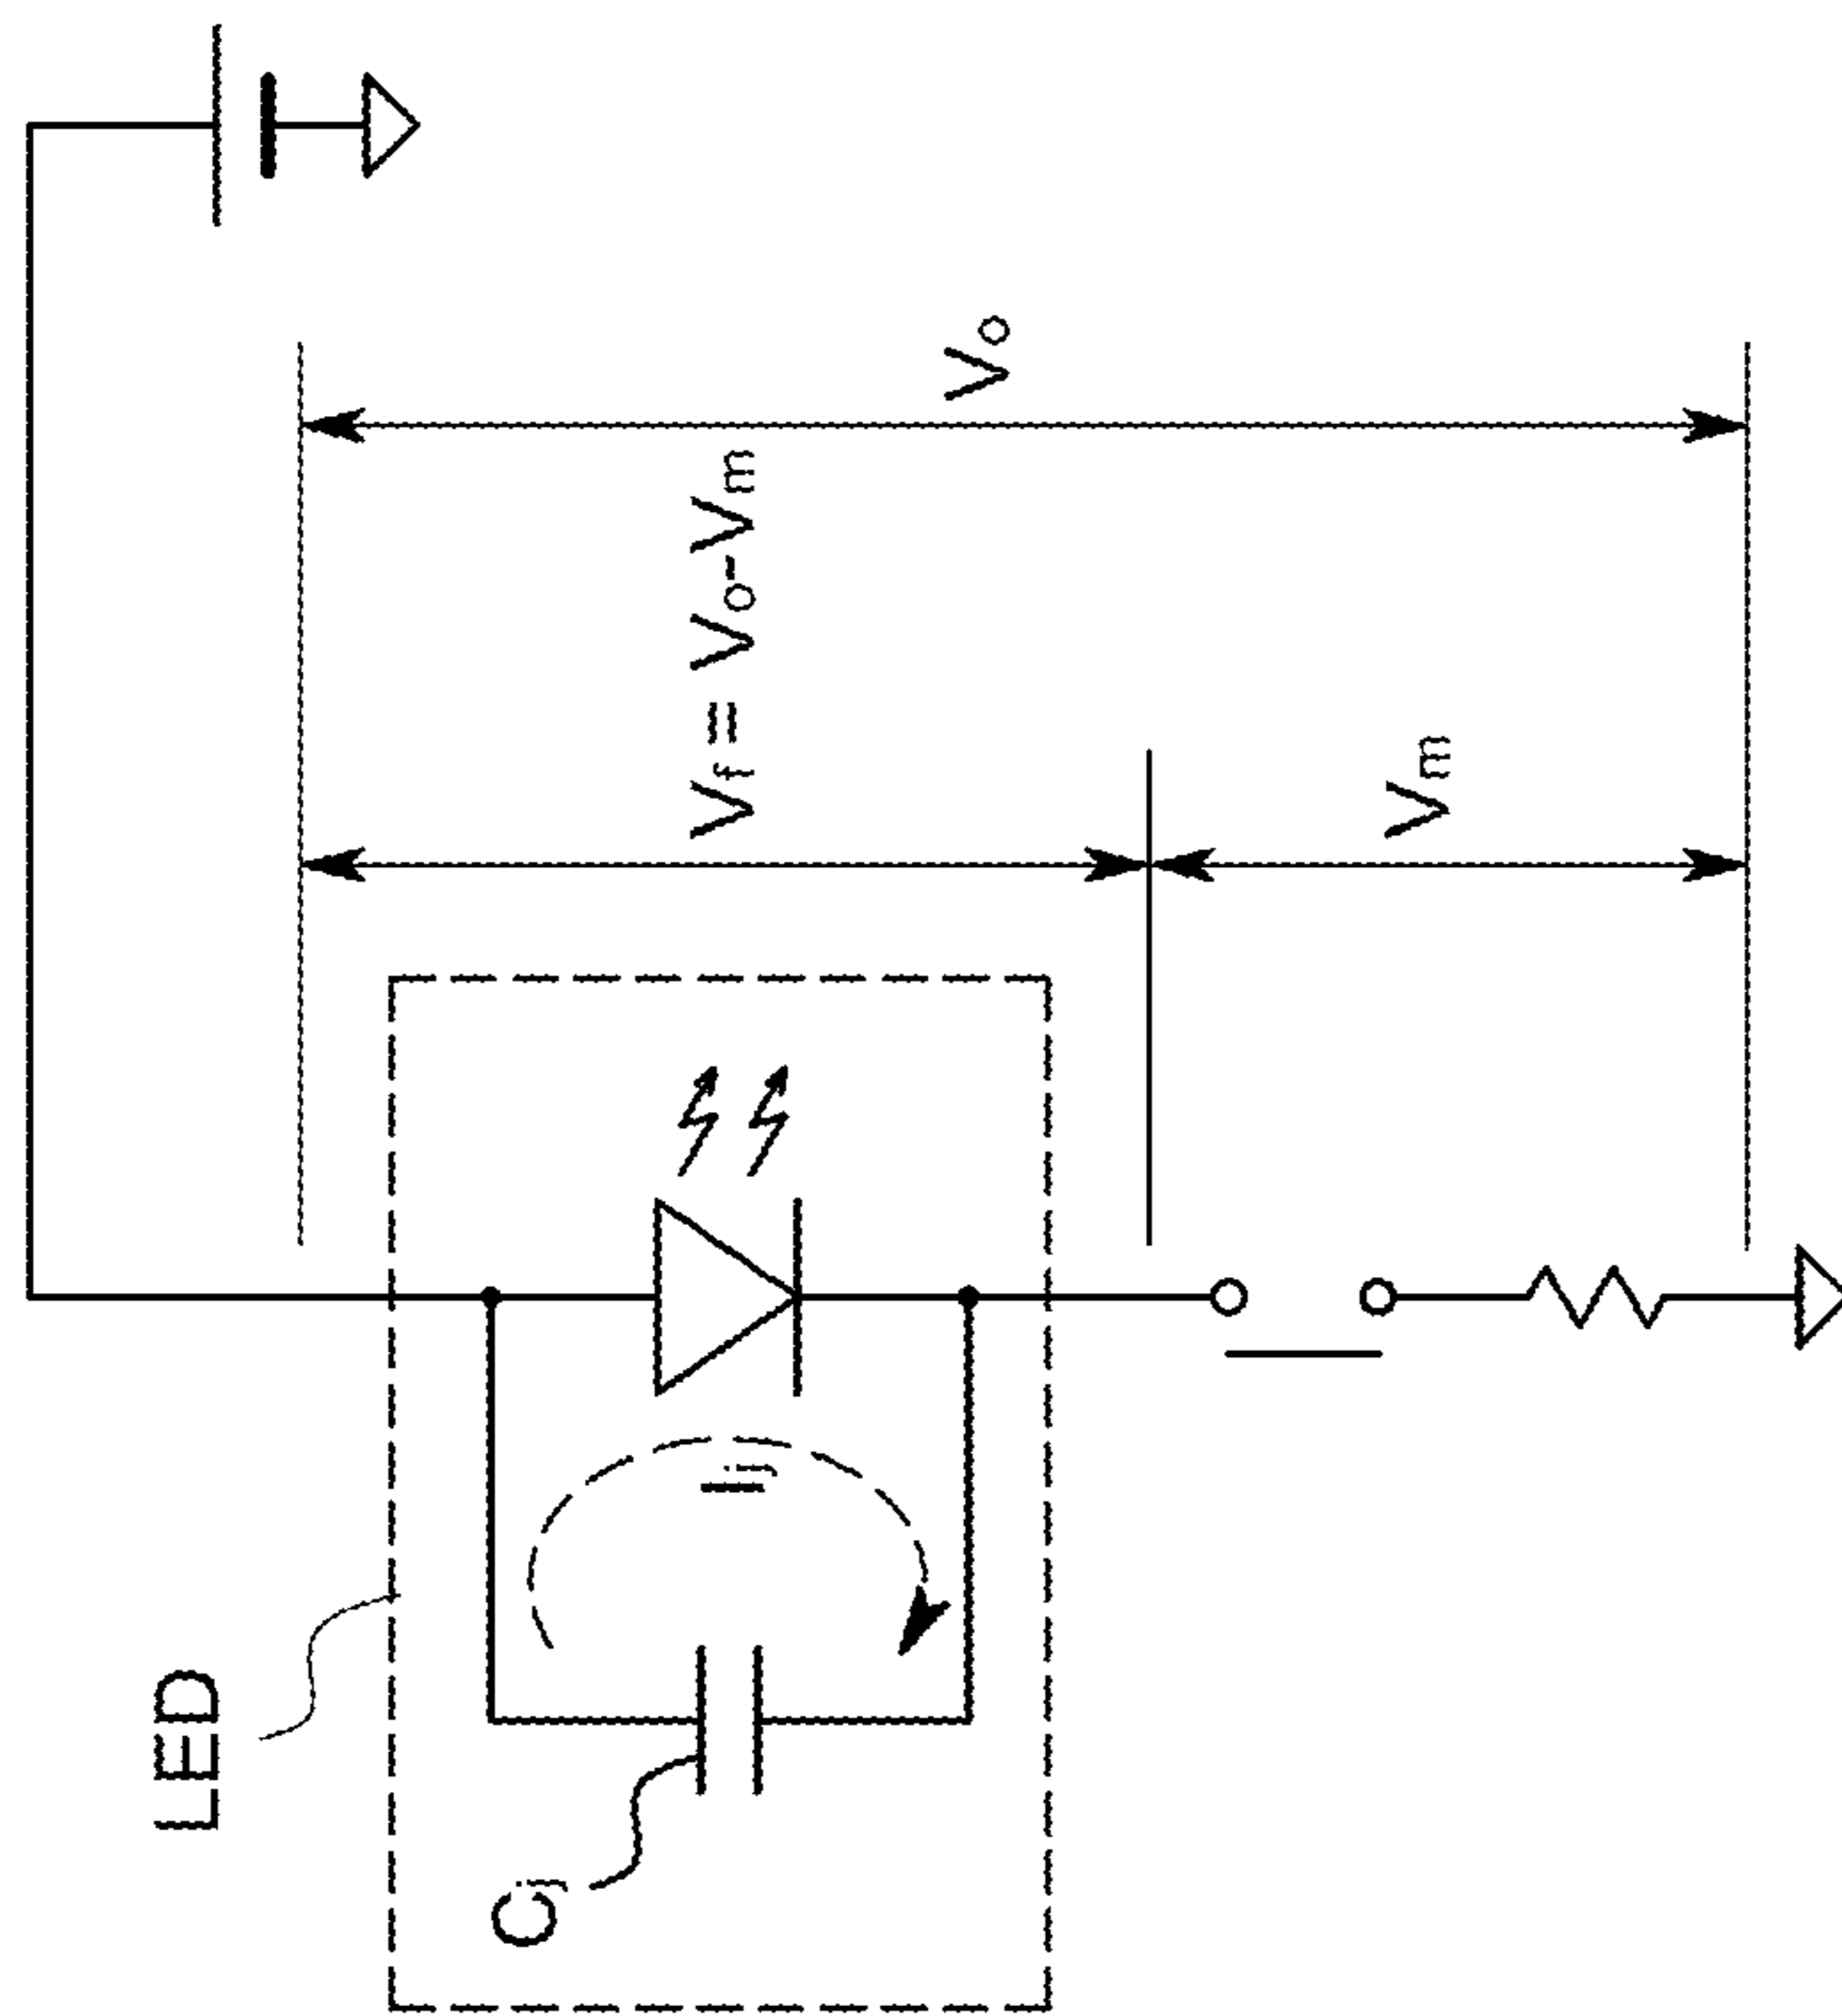 LED
Cj
Ij
Vf = Vo-Vm
Vm
Vo